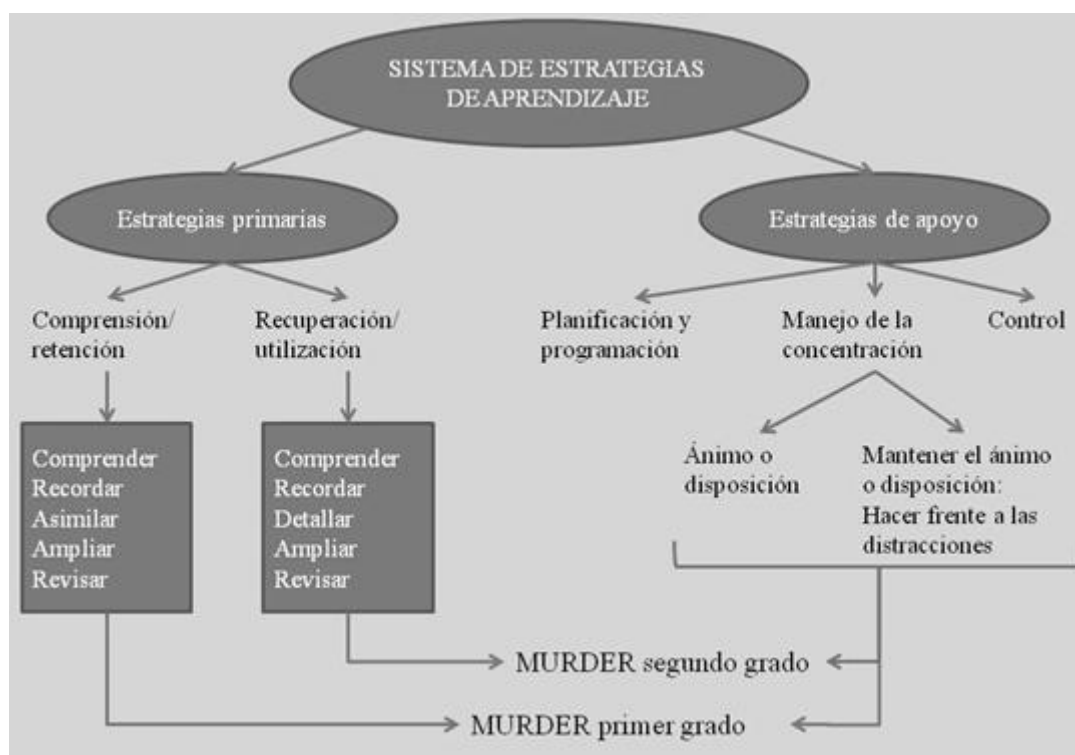 SISTEMA DE ESTRATEGIAS
DE APRENDIZAJE
Estrategias primarias
Estrategias de apoyo
Comprensión/
retención
Recuperación/
utilización
Planificación y
programación
Manejo de la
concentración
Control
Comprender
Recordar
Asimilar
Ampliar
Revisar
Comprender
Recordar
Detallar
Ampliar
Revisar
Ánimo o
disposición
Mantener el ánimo
o disposición:
Hacer frente a las
distracciones
MURDER segundo grado
MURDER primer grado